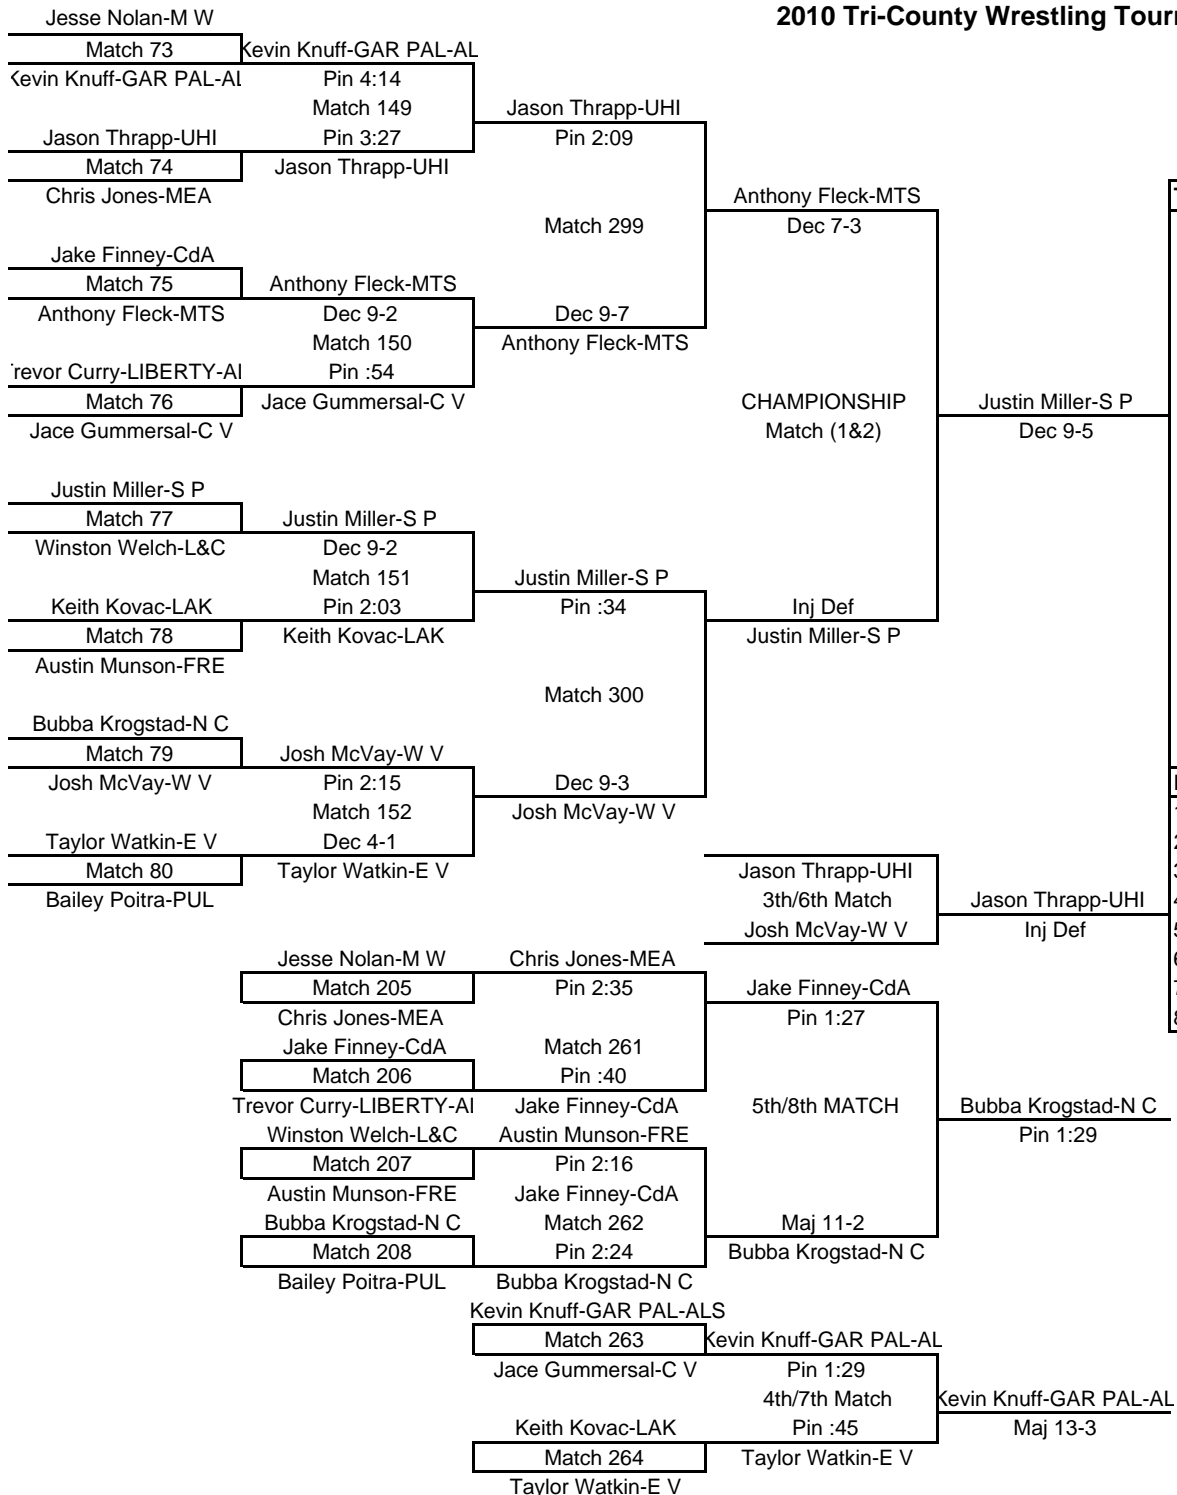 2010 Tri-County Wrestling
Jesse Nolan-M W
Match 73
Kevin Knuff-GAR PAL-AL
Kevin Knuff-GAR PAL-AL
Pin 4:14
Match 149
Jason Thrapp-UHI
Jason Thrapp-UHI
Pin 3:27
Pin 2:09
Match 74
Jason Thrapp-UHI
Chris Jones-MEA
Anthony Fleck-MTS
Match 299
Dec 7-3
Jake Finney-CdA
Match 75
Anthony Fleck-MTS
Anthony Fleck-MTS
Dec 9-2
Dec 9-7
Match 150
Anthony Fleck-MTS
Trevor Curry-LIBERTY-Al
Pin :54
Match 76
Jace Gummersal-C V
CHAMPIONSHIP
Justin Miller-S P
Jace Gummersal-C V
Match (1&2)
Dec 9-5
Justin Miller-S P
Match 77
Justin Miller-S P
Winston Welch-L&C
Dec 9-2
Match 151
Justin Miller-S P
Keith Kovac-LAK
Pin 2:03
Pin :34
Inj Def
Match 78
Keith Kovac-LAK
Justin Miller-S P
Austin Munson-FRE
Match 300
Bubba Krogstad-N C
Match 79
Josh McVay-W V
Josh McVay-W V
Pin 2:15
Dec 9-3
Match 152
Josh McVay-W V
Taylor Watkin-E V
Dec 4-1
Match 80
Taylor Watkin-E V
Jason Thrapp-UHI
Bailey Poitra-PUL
3th/6th Match
Jason Thrapp-UHI
Josh McVay-W V
Inj Def
Jesse Nolan-M W
Chris Jones-MEA
Match 205
Pin 2:35
Jake Finney-CdA
Chris Jones-MEA
Pin 1:27
Jake Finney-CdA
Match 261
Match 206
Pin :40
Trevor Curry-LIBERTY-Al
Jake Finney-CdA
5th/8th MATCH
Bubba Krogstad-N C
Winston Welch-L&C
Austin Munson-FRE
Pin 1:29
Match 207
Pin 2:16
Austin Munson-FRE
Jake Finney-CdA
Bubba Krogstad-N C
Match 262
Maj 11-2
Match 208
Pin 2:24
Bubba Krogstad-N C
Bailey Poitra-PUL
Bubba Krogstad-N C
Kevin Knuff-GAR PAL-ALS
Match 263
Kevin Knuff-GAR PAL-AL
Jace Gummersal-C V
Pin 1:29
4th/7th Match
Kevin Knuff-GAR PAL-AL
Keith Kovac-LAK
Pin :45
Maj 13-3
Match 264
Taylor Watkin-E V
Taylor Watkin-E V